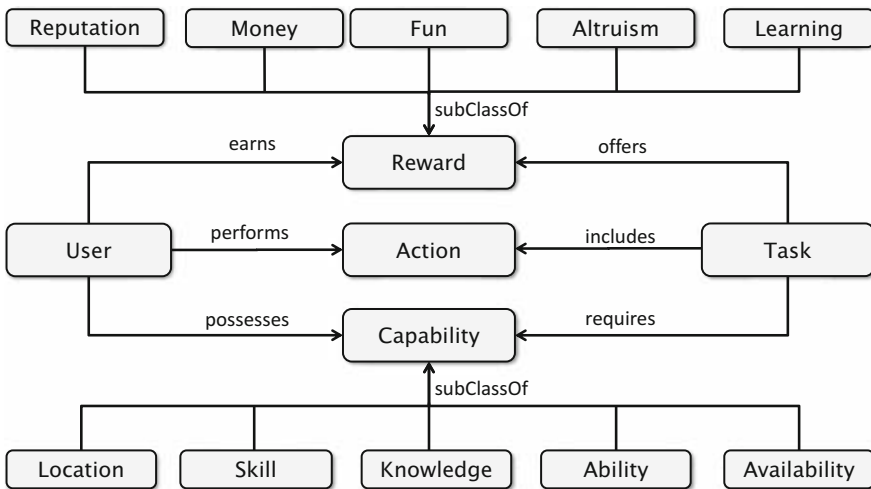 Reputation
Money
Fun
Altruism
Learning
subClassOf
earns
Reward
offers
User
performs
Action
includes
Task
possesses
Capability
requires
subClassOf
Location
Skill
Knowledge
Ability
Availability